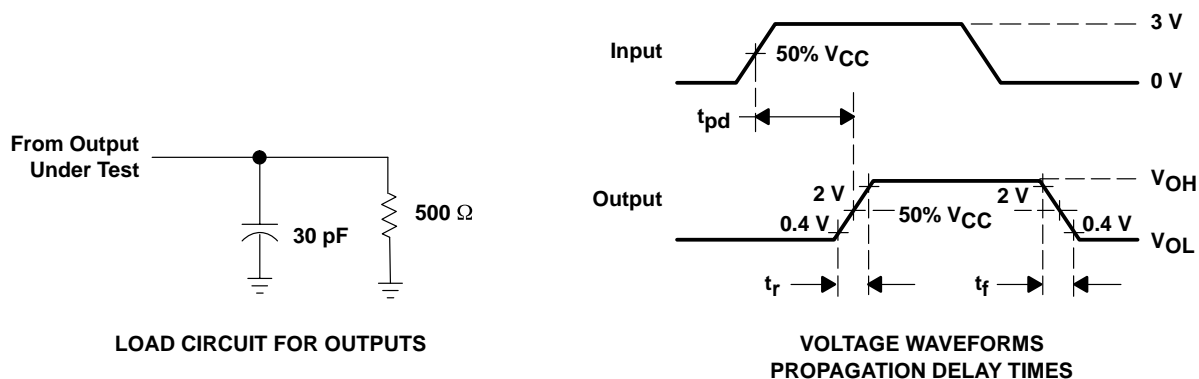 From Output
Under Test
30 pF
500 Ω
LOAD CIRCUIT FOR OUTPUTS
Input
50% VCC
3 V
0 V
tpd
Output
2 V
0.4 V
50% VCC
2 V
0.4 V
VOH
VOL
tr
tf
VOLTAGE WAVEFORMS
PROPAGATION DELAY TIMES